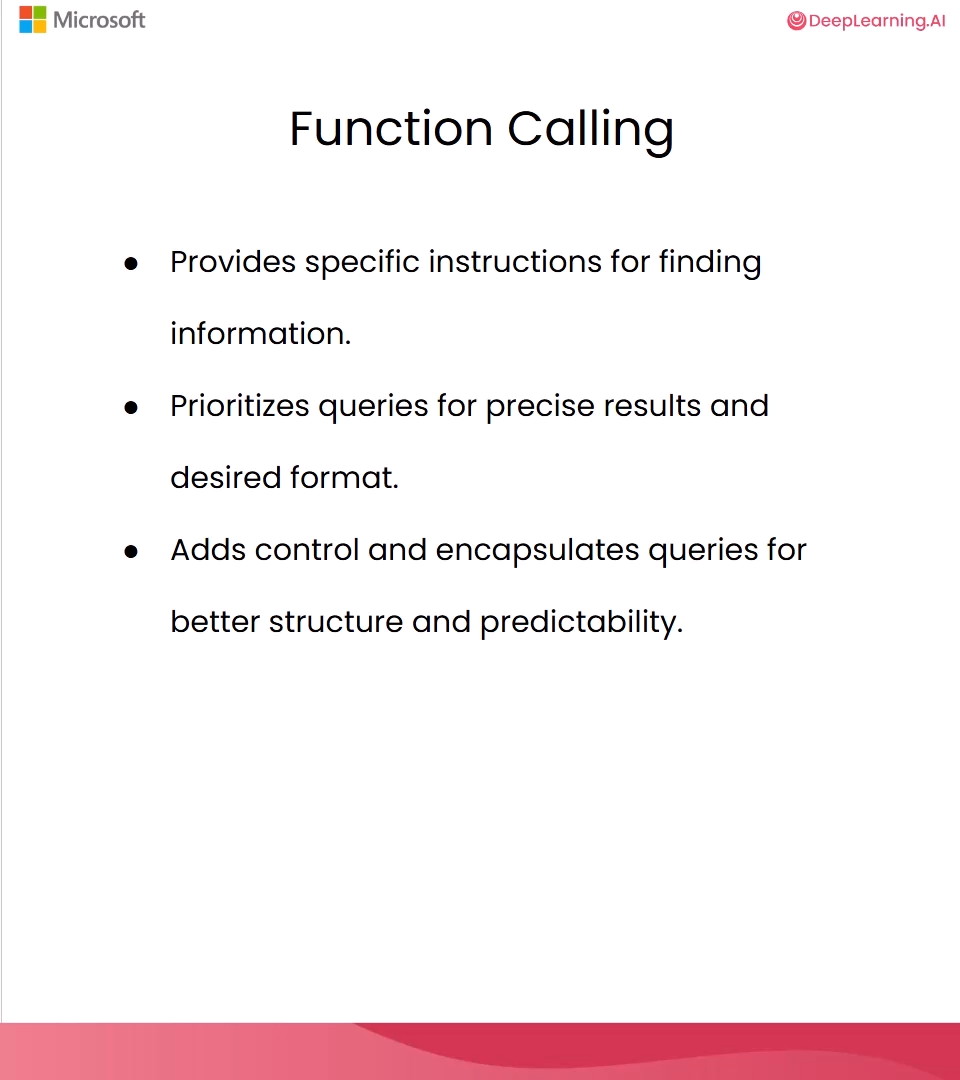 Microsoft
DeepLearning.AI
Function Calling
● Provides specific instructions for finding
information.
● Prioritizes queries for precise results and
desired format.
● Adds control and encapsulates queries for
better structure and predictability.